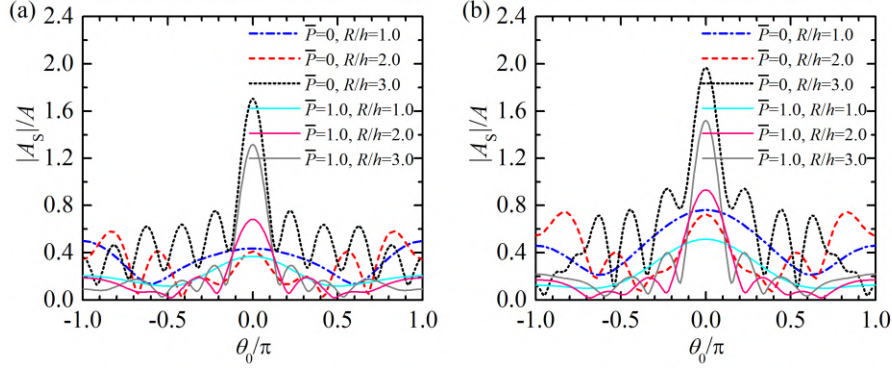 (a)
2.4
2.0
1.6
1.2
0.8
0.4
0.0
|A_S|/A
P̅=0, R/h=1.0
P̅=0, R/h=2.0
P̅=0, R/h=3.0
P̅=1.0, R/h=1.0
P̅=1.0, R/h=2.0
P̅=1.0, R/h=3.0
-1.0 -0.5 0.0 0.5 1.0
θ₀/π
(b)
2.4
2.0
1.6
1.2
0.8
0.4
0.0
|A_S|/A
P̅=0, R/h=1.0
P̅=0, R/h=2.0
P̅=0, R/h=3.0
P̅=1.0, R/h=1.0
P̅=1.0, R/h=2.0
P̅=1.0, R/h=3.0
-1.0 -0.5 0.0 0.5 1.0
θ₀/π